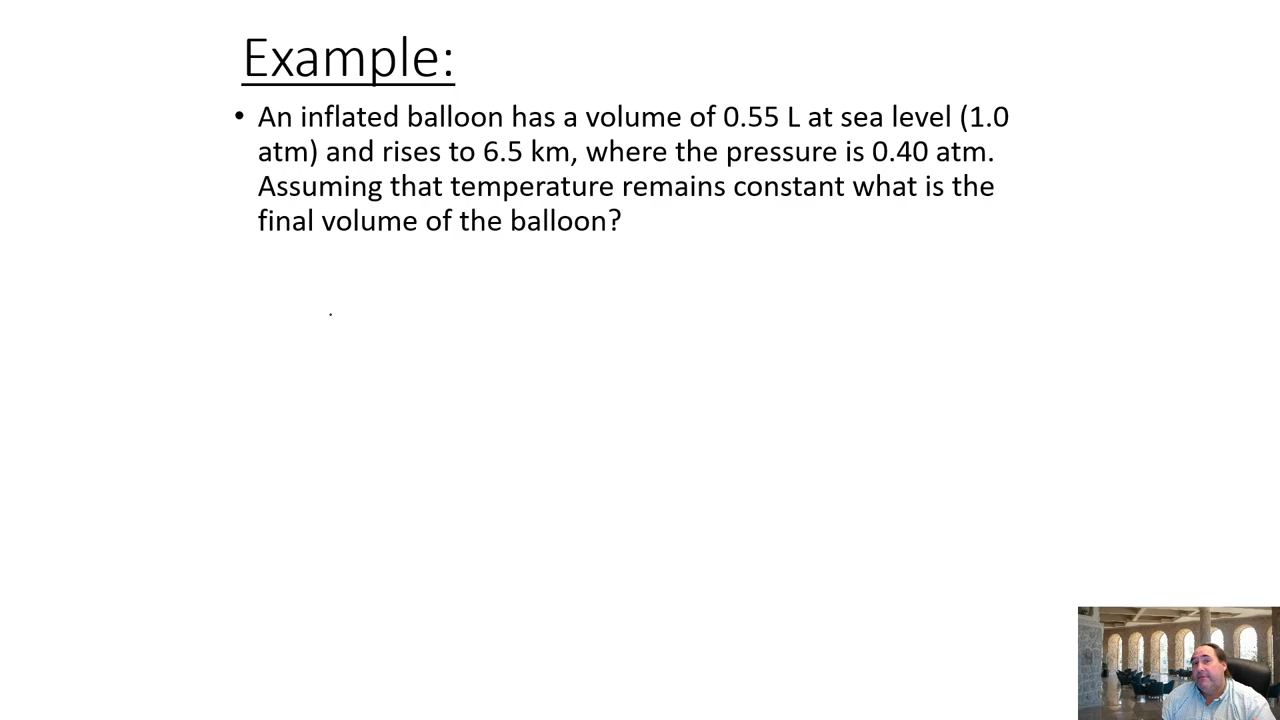 Example:
• An inflated balloon has a volume of 0.55 L at sea level (1.0
atm) and rises to 6.5 km, where the pressure is 0.40 atm.
Assuming that temperature remains constant what is the
final volume of the balloon?